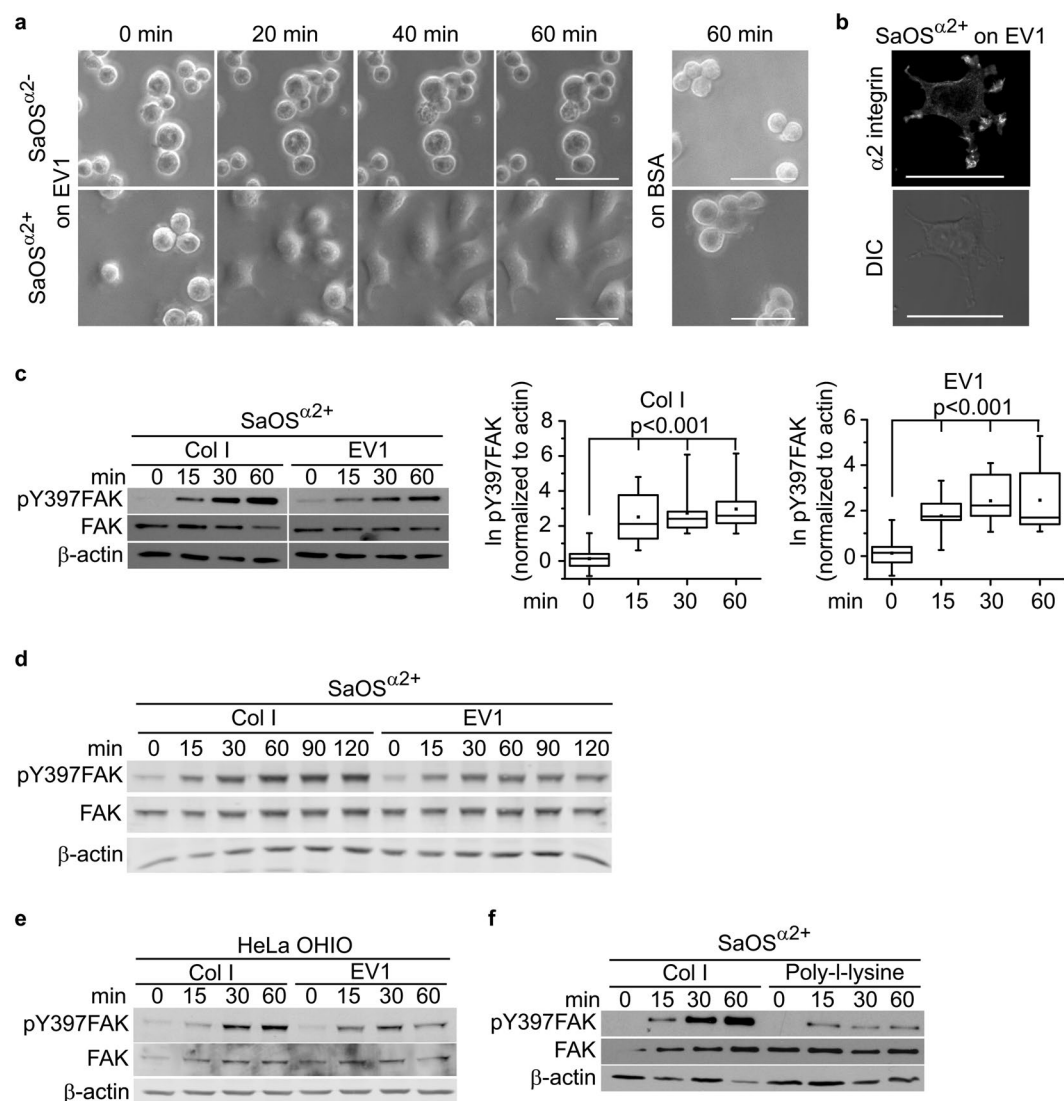 a
0 min 20 min 40 min 60 min 60 min
SaOSα2-
SaOSα2+
on EV1
on BSA
b
SaOSα2+ on EV1
α2 integrin
DIC
c
SaOSα2+
Col I EV1
min 0 15 30 60 0 15 30 60
pY397FAK
FAK
β-actin
Col I
p<0.001
ln pY397FAK
(normalized to actin)
8
6
4
2
0
min 0 15 30 60
EV1
p<0.001
ln pY397FAK
(normalized to actin)
6
4
2
0
min 0 15 30 60
d
SaOSα2+
Col I EV1
min 0 15 30 60 90 120 0 15 30 60 90 120
pY397FAK
FAK
β-actin
e
HeLa OHIO
Col I EV1
min 0 15 30 60 0 15 30 60
pY397FAK
FAK
β-actin
f
SaOSα2+
Col I Poly-l-lysine
min 0 15 30 60 0 15 30 60
pY397FAK
FAK
β-actin